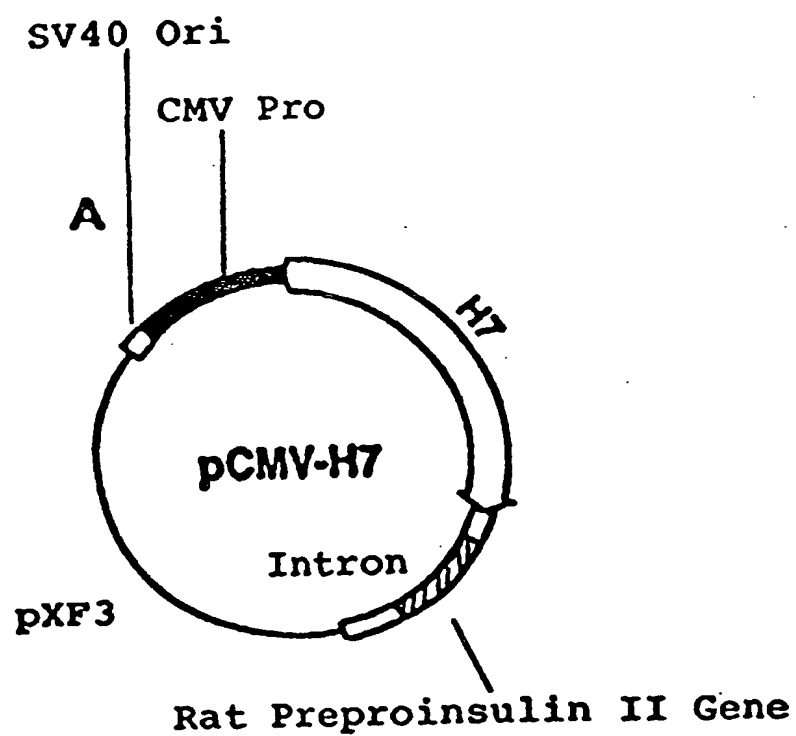 SV40 Ori
CMV Pro
A
H7
pCMV-H7
Intron
pXF3
Rat Preproinsulin II Gene